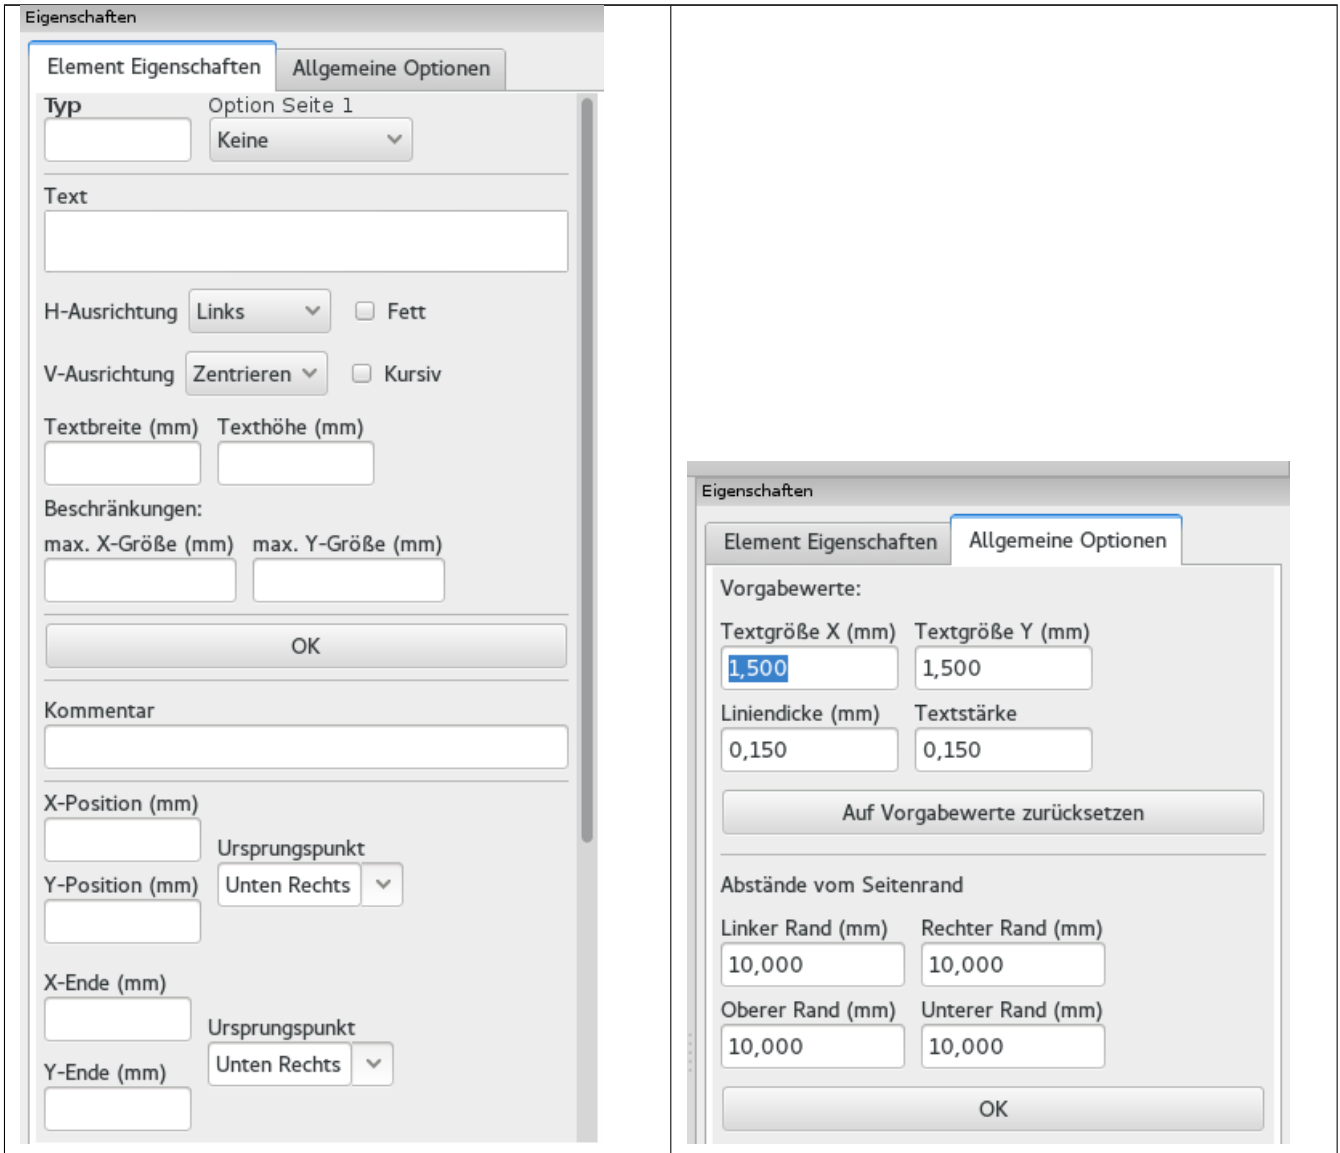 Eigenschaften
Element Eigenschaften Allgemeine Optionen
Typ Option Seite 1
Keine
Text
H-Ausrichtung Links Fett
V-Ausrichtung Zentrieren Kursiv
Textbreite (mm) Texthöhe (mm)
Beschränkungen:
max. X-Größe (mm) max. Y-Größe (mm)
OK
Kommentar
X-Position (mm)
Ursprungspunkt
Y-Position (mm) Unten Rechts
X-Ende (mm)
Ursprungspunkt
Y-Ende (mm) Unten Rechts
Eigenschaften
Element Eigenschaften Allgemeine Optionen
Vorgabewerte:
Textgröße X (mm) Textgröße Y (mm)
1,500 1,500
Liniendicke (mm) Textstärke
0,150 0,150
Auf Vorgabewerte zurücksetzen
Abstände vom Seitenrand
Linker Rand (mm) Rechter Rand (mm)
10,000 10,000
Oberer Rand (mm) Unterer Rand (mm)
10,000 10,000
OK